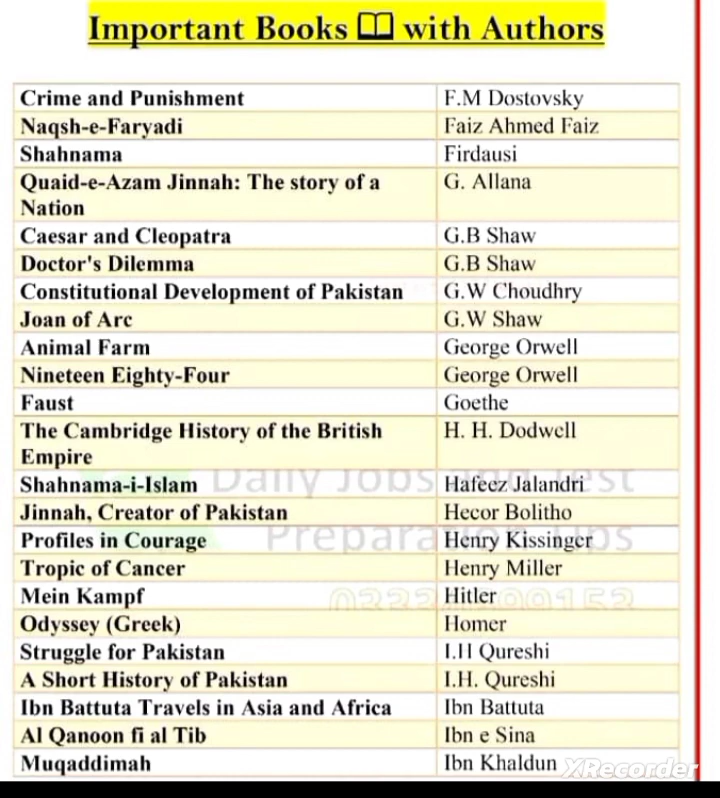 Important Books 📖 with Authors
Crime and Punishment F.M Dostovsky
Naqsh-e-Faryadi Faiz Ahmed Faiz
Shahnama Firdausi
Quaid-e-Azam Jinnah: The story of a G. Allana
Nation
Caesar and Cleopatra G.B Shaw
Doctor's Dilemma G.B Shaw
Constitutional Development of Pakistan G.W Choudhry
Joan of Arc G.W Shaw
Animal Farm George Orwell
Nineteen Eighty-Four George Orwell
Faust Goethe
The Cambridge History of the British H. H. Dodwell
Empire
Daily Jobs and Test
Shahnama-i-Islam Hafeez Jalandri
Jinnah, Creator of Pakistan Hecor Bolitho
Profiles in Courage Henry Kissinger
Tropic of Cancer Henry Miller
Mein Kampf Hitler
Odyssey (Greek) Homer
Struggle for Pakistan I.H Qureshi
A Short History of Pakistan I.H. Qureshi
Ibn Battuta Travels in Asia and Africa Ibn Battuta
Al Qanoon fi al Tib Ibn e Sina
Muqaddimah Ibn Khaldun
XRecorder